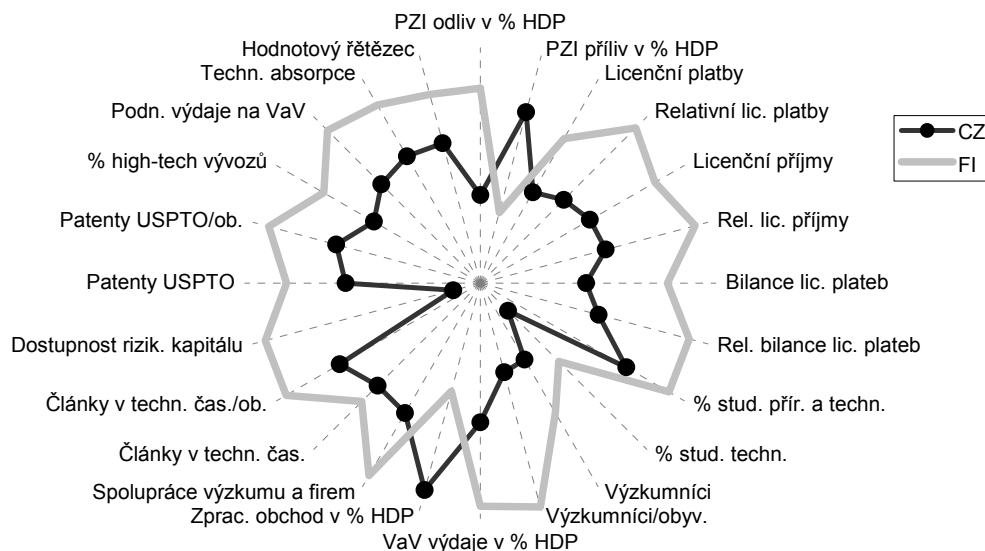 PZI odliv v % HDP
PZI příliv v % HDP
Licenční platby
Relativní lic. platby
Licenční příjmy
Rel. lic. příjmy
Bilance lic. plateb
Rel. bilance lic. plateb
% stud. přír. a techn.
% stud. techn.
Výzkumníci
Výzkumníci/obyv.
VaV výdaje v % HDP
Zprac. obchod v % HDP
Spolupráce výzkumu a firem
Články v techn. čas.
Články v techn. čas./ob.
Dostupnost rizik. kapitálu
Patenty USPTO
Patenty USPTO/ob.
% high-tech vývozů
Podn. výdaje na VaV
Techn. absorpce
Hodnotový řětězec
CZ
FI